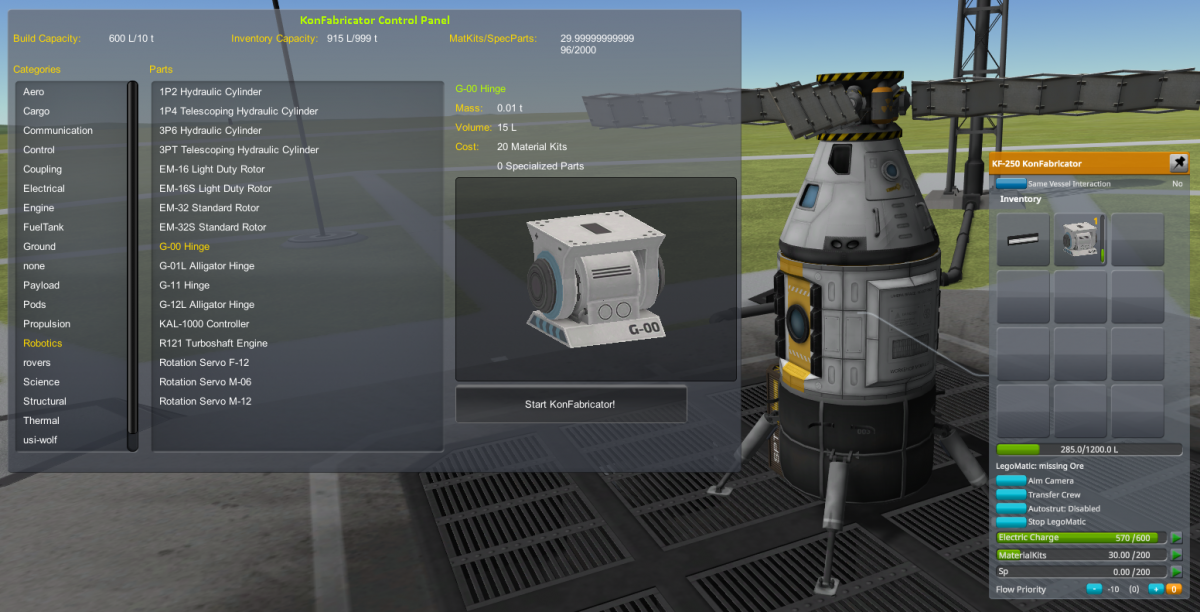 KonFabricator Control Panel
Build Capacity: 600 L/10 t Inventory Capacity: 915 L/999 t MatKits/SpecParts: 29.99999999999
96/2000
Categories Parts
Aero
Cargo
Communication
Control
Coupling
Electrical
Engine
FuelTank
Ground
none
Payload
Pods
Propulsion
Robotics
rovers
Science
Structural
Thermal
usi-wolf
1P2 Hydraulic Cylinder
1P4 Telescoping Hydraulic Cylinder
3P6 Hydraulic Cylinder
3PT Telescoping Hydraulic Cylinder
EM-16 Light Duty Rotor
EM-16S Light Duty Rotor
EM-32 Standard Rotor
EM-32S Standard Rotor
G-00 Hinge
G-01L Alligator Hinge
G-11 Hinge
G-12L Alligator Hinge
KAL-1000 Controller
R121 Turboshaft Engine
Rotation Servo F-12
Rotation Servo M-06
Rotation Servo M-12
G-00 Hinge
Mass: 0.01 t
Volume: 15 L
Cost: 20 Material Kits
0 Specialized Parts
G-00
Start KonFabricator!
SPT
KF-250 KonFabricator
Same Vessel Interaction No
Inventory
1
285.0/1200.0 L
LegoMatic: missing Ore
Aim Camera
Transfer Crew
Autostrut: Disabled
Stop LegoMatic
Electric Charge 570 /600
MaterialKits 30.00 /200
Sp 0.00 /200
Flow Priority - -10 (0) + 0